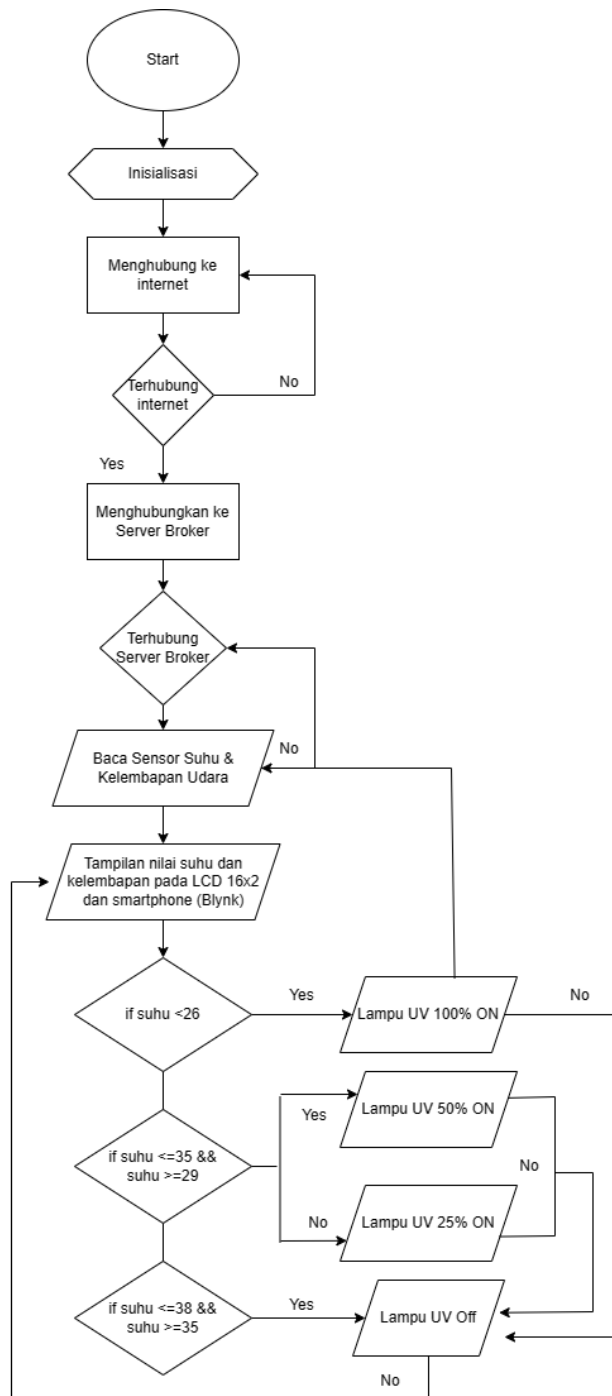 Start
Inisialisasi
Menghubung ke
internet
Terhubung
internet
No
Yes
Menghubungkan ke
Server Broker
Terhubung
Server Broker
Baca Sensor Suhu &
Kelembapan Udara
No
Tampilan nilai suhu dan
kelembapan pada LCD 16x2
dan smartphone (Blynk)
if suhu <26
Yes
Lampu UV 100% ON
No
if suhu <=35 &&
suhu >=29
Yes
Lampu UV 50% ON
No
No
Lampu UV 25% ON
if suhu <=38 &&
suhu >=35
Yes
Lampu UV Off
No